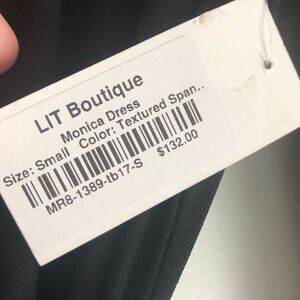 LIT Boutique
Monica Dress
Size: Small Color: Textured Span..
MR8-1389-tb17-S $132.00